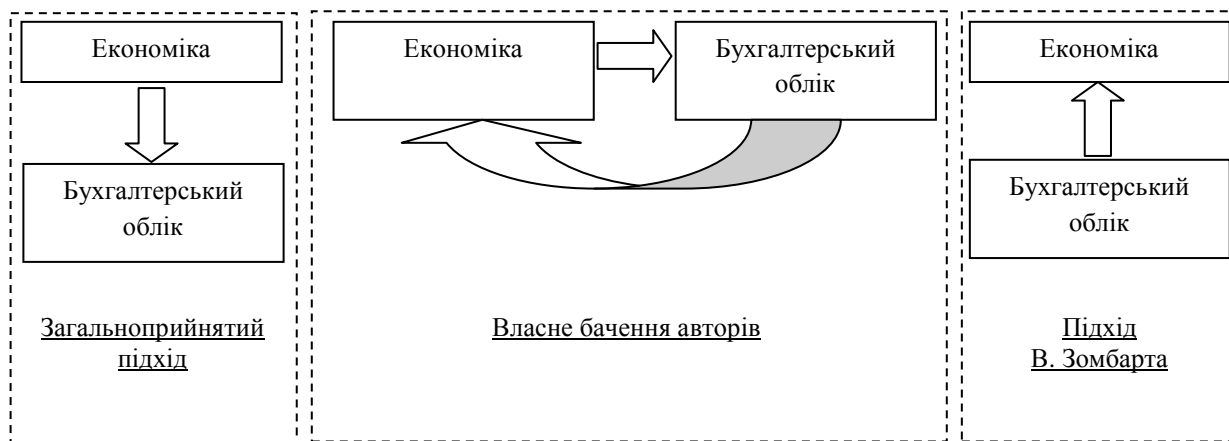 Економіка
Бухгалтерський
облік
Загальноприйнятий
підхід
Економіка
Бухгалтерський
облік
Власне бачення авторів
Економіка
Бухгалтерський
облік
Підхід
В. Зомбарта